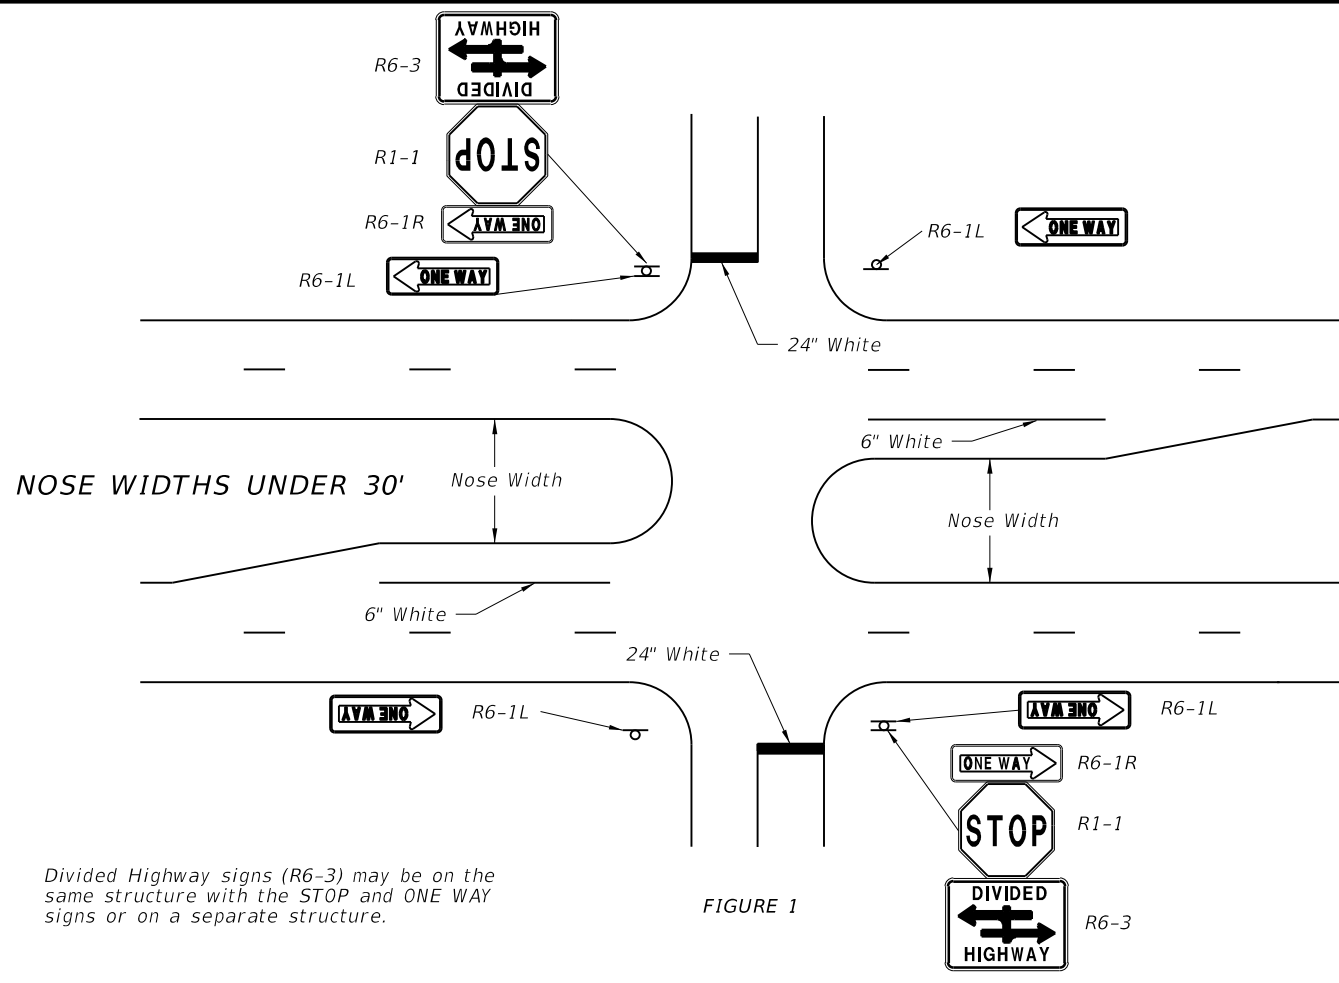 HIGHWAY
DIVIDED
R6-3
STOP
R1-1
ONE WAY
R6-1R
ONE WAY
R6-1L
R6-1L
ONE WAY
24" White
6" White
NOSE WIDTHS UNDER 30'
Nose Width
Nose Width
6" White
24" White
ONE WAY
R6-1L
ONE WAY
R6-1L
ONE WAY
R6-1R
STOP
R1-1
DIVIDED
HIGHWAY
R6-3
Divided Highway signs (R6-3) may be on the
same structure with the STOP and ONE WAY
signs or on a separate structure.
FIGURE 1